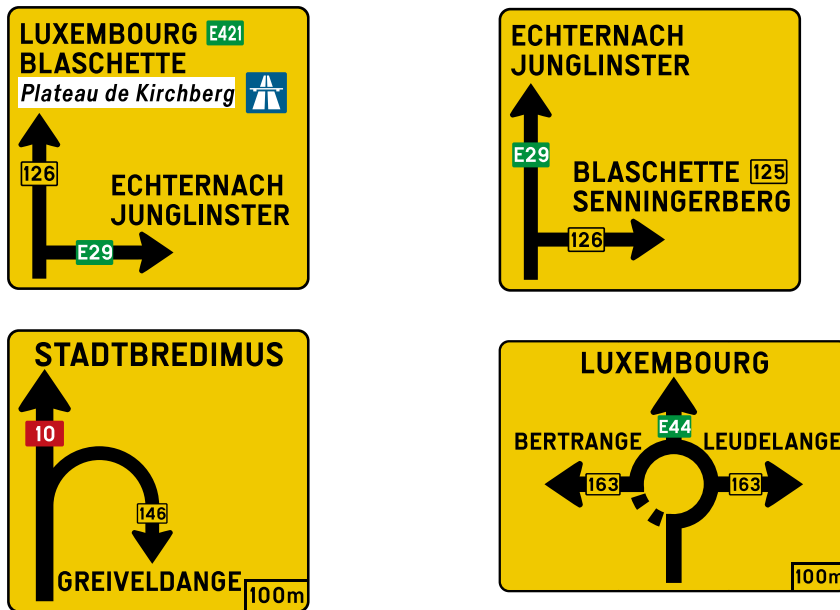 LUXEMBOURG E421
BLASCHETTE
Plateau de Kirchberg
126
ECHTERNACH
JUNGLINSTER
E29
ECHTERNACH
JUNGLINSTER
E29
BLASCHETTE 125
SENNINGERBERG
126
STADTBREDIMUS
10
146
GREIVELDANGE
100m
LUXEMBOURG
E44
BERTRANGE LEUDELANGE
163 163
100m